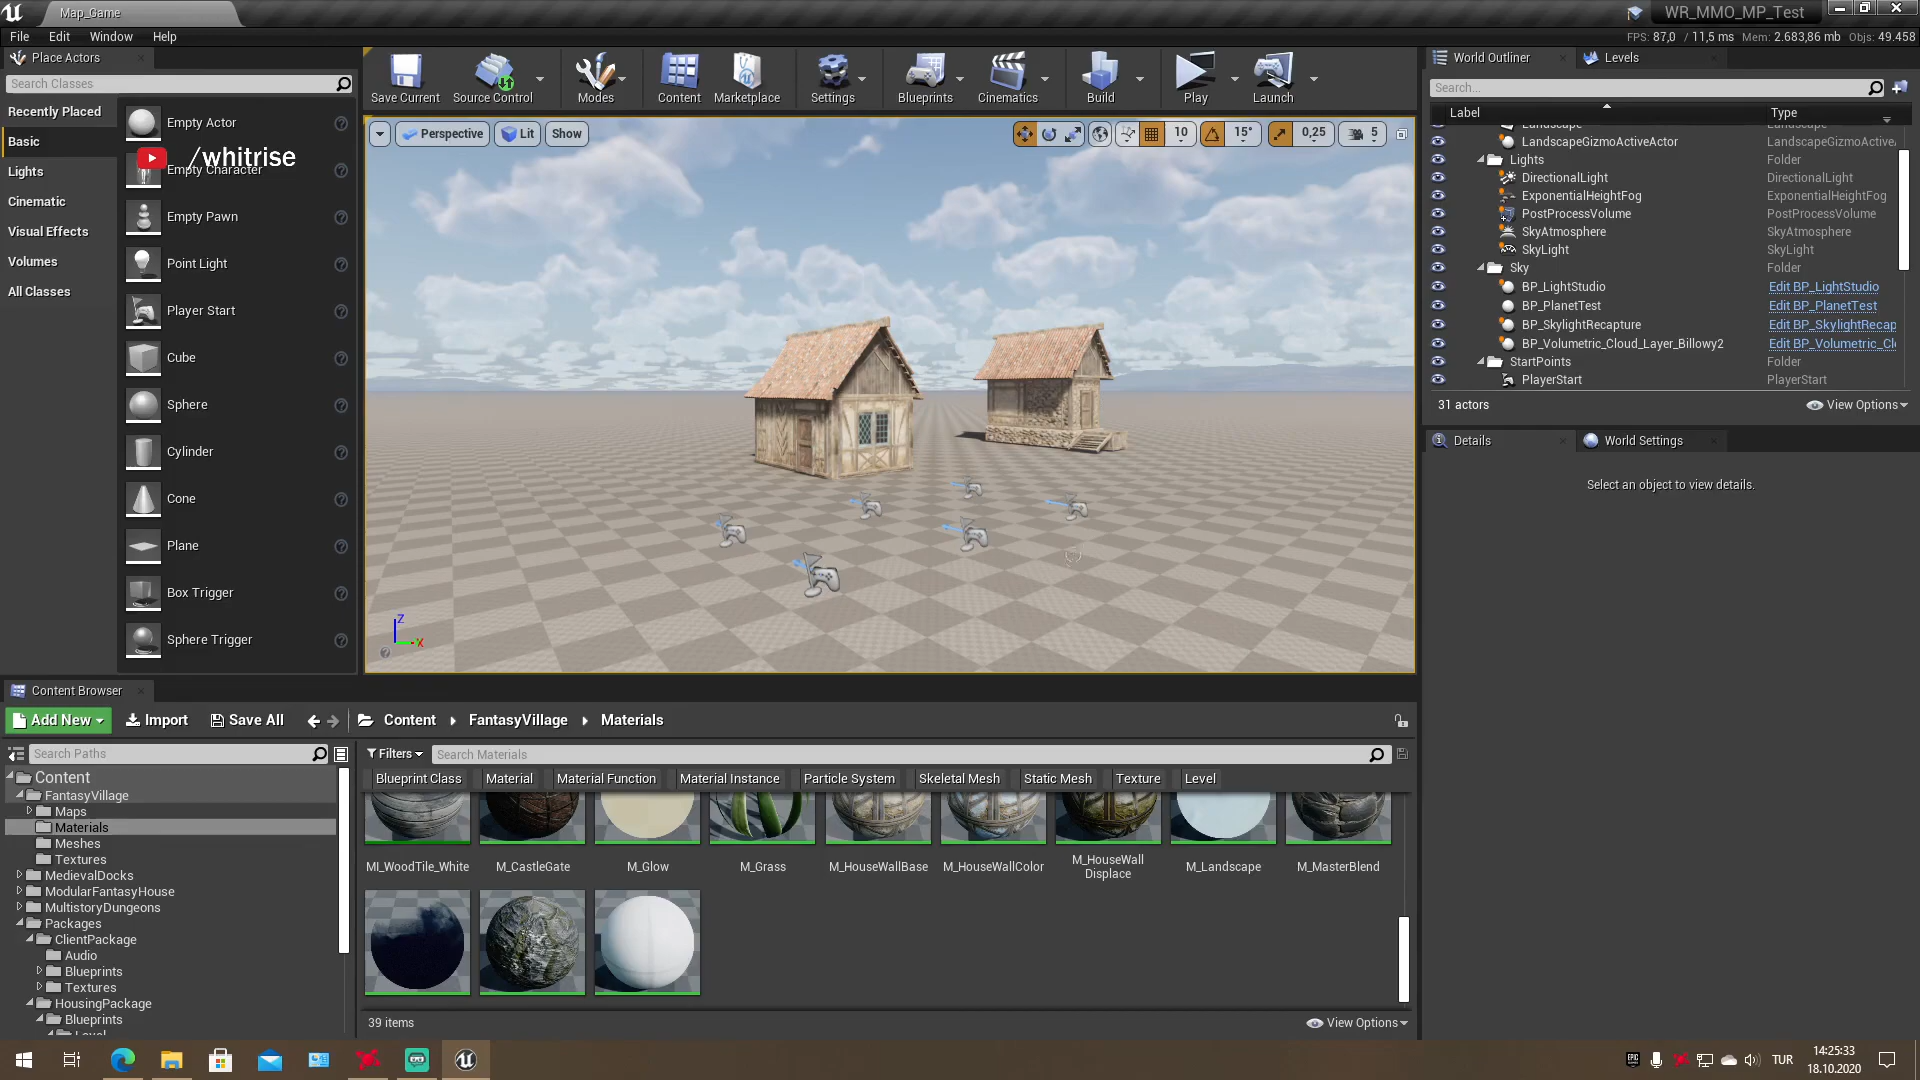 Map_Game
WR_MMO_MP_Test
File Edit Window Help
FPS: 87,0 / 11,5 ms Mem: 2.683,86 mb Objs: 49.458
Place Actors
Search Classes
Recently Placed
Basic
Lights
Cinematic
Visual Effects
Volumes
All Classes
Empty Actor
/whitrise
Empty Character
Empty Pawn
Point Light
Player Start
Cube
Sphere
Cylinder
Cone
Plane
Box Trigger
Sphere Trigger
Save Current
Source Control
Modes
Content
Marketplace
Settings
Blueprints
Cinematics
Build
Play
Launch
Perspective
Lit
Show
10
15°
0,25
5
Z
X
World Outliner
Levels
Search...
Label Type
Landscape
LandscapeGizmoActiveActor LandscapeGizmoActiveA
Lights Folder
DirectionalLight DirectionalLight
ExponentialHeightFog ExponentialHeightFog
PostProcessVolume PostProcessVolume
SkyAtmosphere SkyAtmosphere
SkyLight SkyLight
Sky Folder
BP_LightStudio Edit BP_LightStudio
BP_PlanetTest Edit BP_PlanetTest
BP_SkylightRecapture Edit BP_SkylightRecap
BP_Volumetric_Cloud_Layer_Billowy2 Edit BP_Volumetric_Cl
StartPoints Folder
PlayerStart PlayerStart
31 actors
View Options
Details
World Settings
Select an object to view details.
Content Browser
Add New
Import
Save All
Content
FantasyVillage
Materials
Search Paths
Content
FantasyVillage
Maps
Materials
Meshes
Textures
MedievalDocks
ModularFantasyHouse
MultistoryDungeons
Packages
ClientPackage
Audio
Blueprints
Textures
HousingPackage
Blueprints
Level
Filters
Search Materials
Blueprint Class Material Material Function Material Instance Particle System Skeletal Mesh Static Mesh Texture Level
MI_WoodTile_White
M_CastleGate
M_Glow
M_Grass
M_HouseWallBase
M_HouseWallColor
M_HouseWall
Displace
M_Landscape
M_MasterBlend
39 items
View Options
EPIC
TUR
14:25:33
18.10.2020